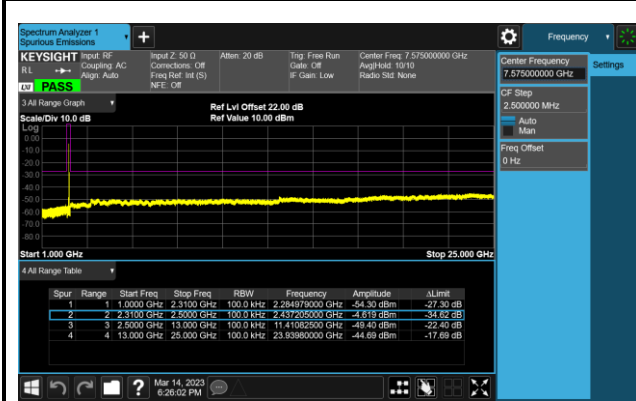 Spectrum Analyzer 1
Spurious Emissions
Frequency
KEYSIGHT
Input: RF
Coupling: AC
Align: Auto
Input Z: 50 Ω
Corrections: Off
Freq Ref: Int (S)
NFE: Off
Atten: 20 dB
Trig: Free Run
Gate: Off
IF Gain: Low
Center Freq: 7.575000000 GHz
Avg|Hold: 10/10
Radio Std: None
R L
LXI
PASS
Center Frequency
7.575000000 GHz
Settings
CF Step
2.500000 MHz
Auto
Man
Freq Offset
0 Hz
3 All Range Graph
Scale/Div 10.0 dB
Ref Lvl Offset 22.00 dB
Ref Value 10.00 dBm
Log
0.00
-10.0
-20.0
-30.0
-40.0
-50.0
-60.0
-70.0
-80.0
Start 1.000 GHz
Stop 25.000 GHz
4 All Range Table
Spur Range Start Freq Stop Freq RBW Frequency Amplitude ΔLimit
1 1 1.0000 GHz 2.3100 GHz 100.0 kHz 2.284979000 GHz -54.30 dBm -27.30 dB
2 2 2.3100 GHz 2.5000 GHz 100.0 kHz 2.437205000 GHz -4.619 dBm -34.62 dB
3 3 2.5000 GHz 13.000 GHz 100.0 kHz 11.41082500 GHz -49.40 dBm -22.40 dB
4 4 13.000 GHz 25.000 GHz 100.0 kHz 23.93980000 GHz -44.69 dBm -17.69 dB
Mar 14, 2023
6:26:02 PM